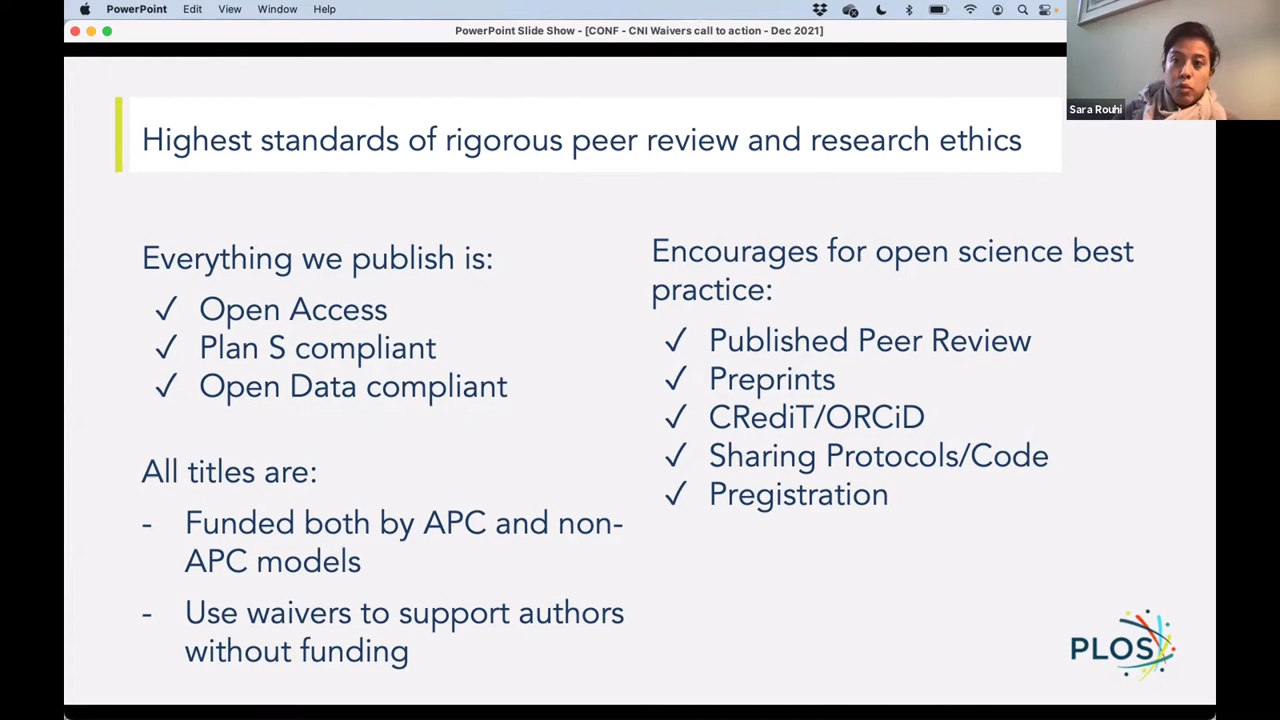 PowerPoint Edit View Window Help
PowerPoint Slide Show - [CONF - CNI Waivers call to action - Dec 2021]
Sara Rouhi
Highest standards of rigorous peer review and research ethics
Everything we publish is:
✓ Open Access
✓ Plan S compliant
✓ Open Data compliant
All titles are:
- Funded both by APC and non-
APC models
- Use waivers to support authors
without funding
Encourages for open science best
practice:
✓ Published Peer Review
✓ Preprints
✓ CRediT/ORCiD
✓ Sharing Protocols/Code
✓ Pregistration
PLOS